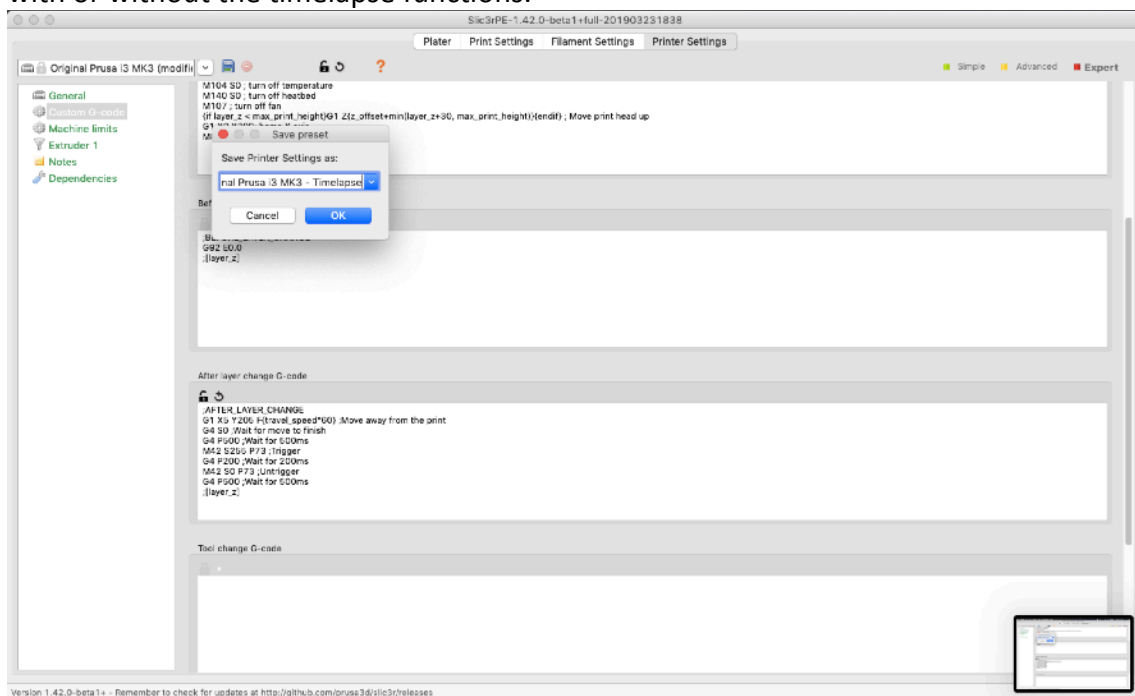 with or without the timelapse functions.
Slic3rPE-1.42.0-beta1+full-201903231838
Plater Print Settings Filament Settings Printer Settings
Original Prusa i3 MK3 (modifi
? Simple Advanced Expert
General
Custom G-code
Machine limits
Extruder 1
Notes
Dependencies
M104 S0 ; turn off temperature
M140 S0 ; turn off heatbed
M107 ; turn off fan
{if layer_z < max_print_height}G1 Z{z_offset+min(layer_z+30, max_print_height)}{endif} ; Move print head up
Save preset
Save Printer Settings as:
nal Prusa i3 MK3 - Timelapse
Cancel OK
Bef
G92 E0.0
;[layer_z]
After layer change G-code
;AFTER_LAYER_CHANGE
G1 X5 Y205 F{travel_speed*60} ;Move away from the print
G4 S0 ;Wait for move to finish
G4 P500 ;Wait for 500ms
M42 S255 P73 ;Trigger
G4 P200 ;Wait for 200ms
M42 S0 P73 ;Untrigger
G4 P500 ;Wait for 500ms
;[layer_z]
Tool change G-code
Version 1.42.0-beta1+ - Remember to check for updates at http://github.com/prusa3d/slic3r/releases